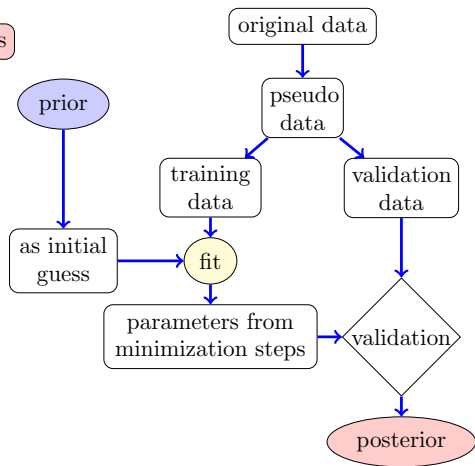 original data
s
prior
pseudo
data
training
data
validation
data
as initial
guess
fit
parameters from
minimization steps
validation
posterior